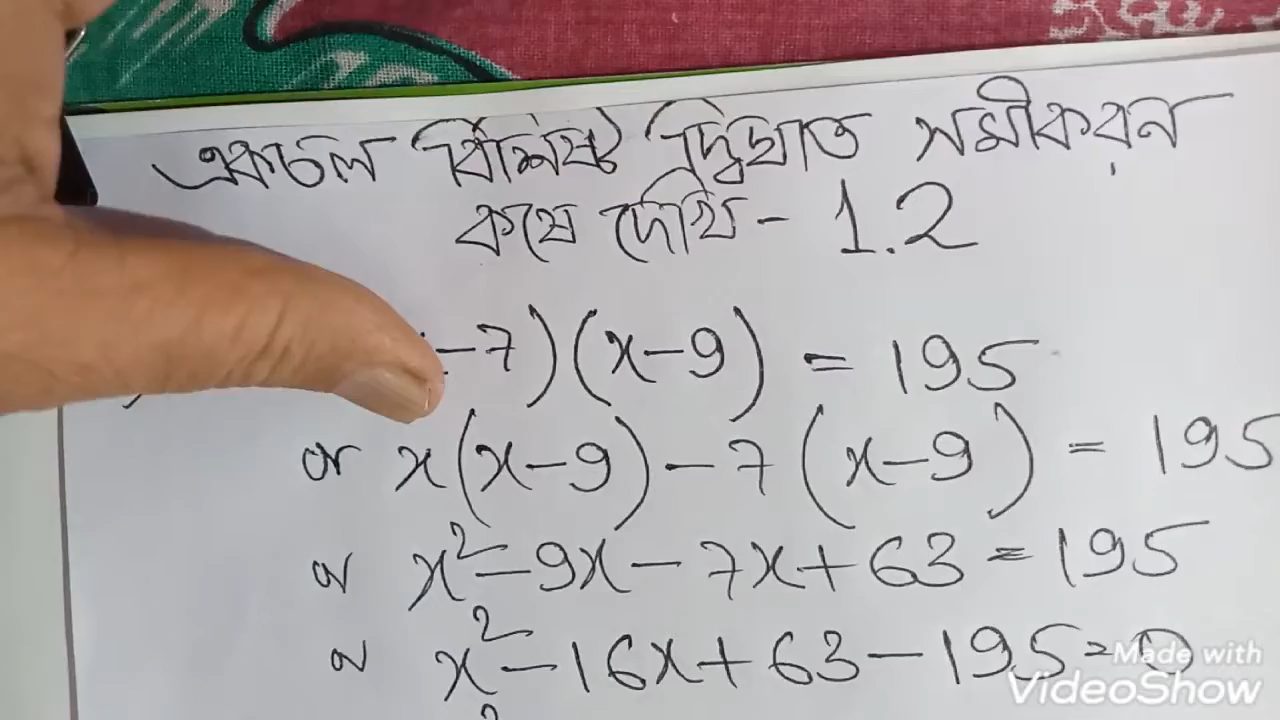 একচল বিশিষ্ট দ্বিঘাত সমীকরন
কষে দেখি - 1.2
-7)(x-9) = 195
or x(x-9)-7(x-9) = 195
or x²-9x-7x+63 = 195
or x²-16x+63-195=0
Made with
VideoShow